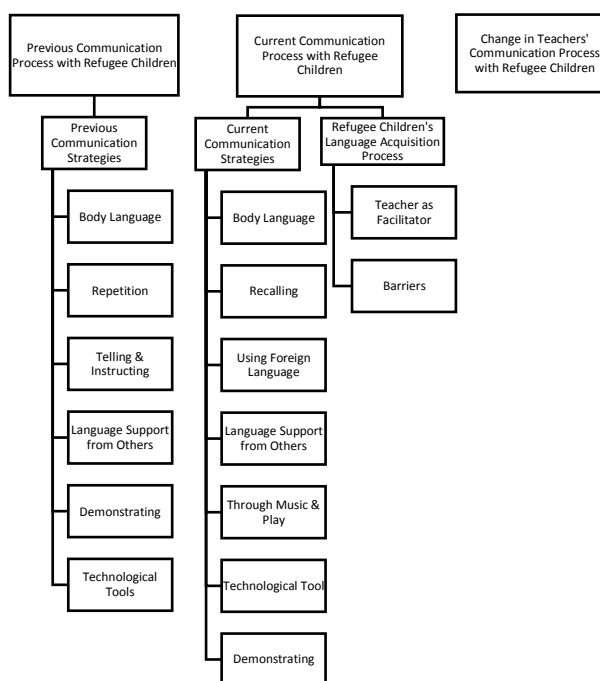 Previous Communication
Process with Refugee Children
Previous
Communication
Strategies
Body Language
Repetition
Telling &
Instructing
Language Support
from Others
Demonstrating
Technological
Tools
Current Communication
Process with Refugee
Children
Current
Communication
Strategies
Body Language
Recalling
Using Foreign
Language
Language Support
from Others
Through Music &
Play
Technological Tool
Demonstrating
Refugee Children's
Language Acquisition
Process
Teacher as
Facilitator
Barriers
Change in Teachers'
Communication Process
with Refugee Children